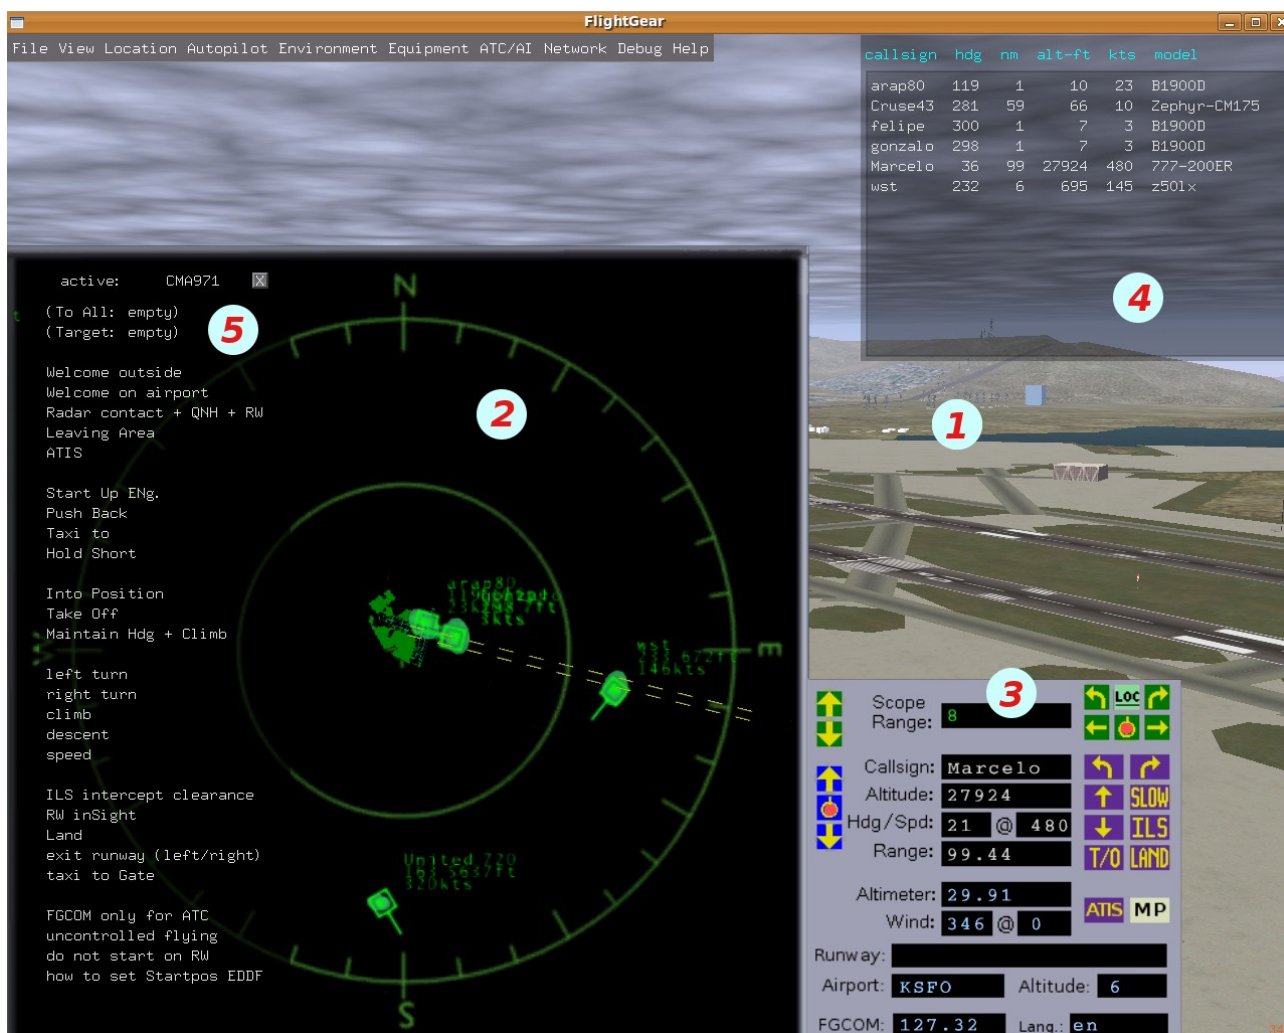 FlightGear
File View Location Autopilot Environment Equipment ATC/AI Network Debug Help
callsign hdg nm alt-ft kts model
arap80 119 1 10 23 B1900D
Cruse43 281 59 66 10 Zephyr-CM175
felipe 300 1 7 3 B1900D
gonzalo 298 1 7 3 B1900D
Marcelo 36 99 27924 480 777-200ER
wst 232 6 695 145 z50lx
4
active: CMA971 X
(To All: empty)
(Target: empty)
5
Welcome outside
Welcome on airport
Radar contact + QNH + RW
Leaving Area
ATIS
Start Up ENg.
Push Back
Taxi to
Hold Short
Into Position
Take Off
Maintain Hdg + Climb
left turn
right turn
climb
descent
speed
ILS intercept clearance
RW inSight
Land
exit runway (left/right)
taxi to Gate
FGCOM only for ATC
uncontrolled flying
do not start on RW
how to set Startpos EDDF
N
2
arap80
3kts
W
E
wst
146kts
United 720
320kts
S
1
3
Scope
Range: 8
LOC
Callsign: Marcelo
Altitude: 27924
SLOW
Hdg/Spd: 21 @ 480
ILS
Range: 99.44
T/O LAND
Altimeter: 29.91
ATIS MP
Wind: 346 @ 0
Runway:
Airport: KSFO Altitude: 6
FGCOM: 127.32 Lang.: en